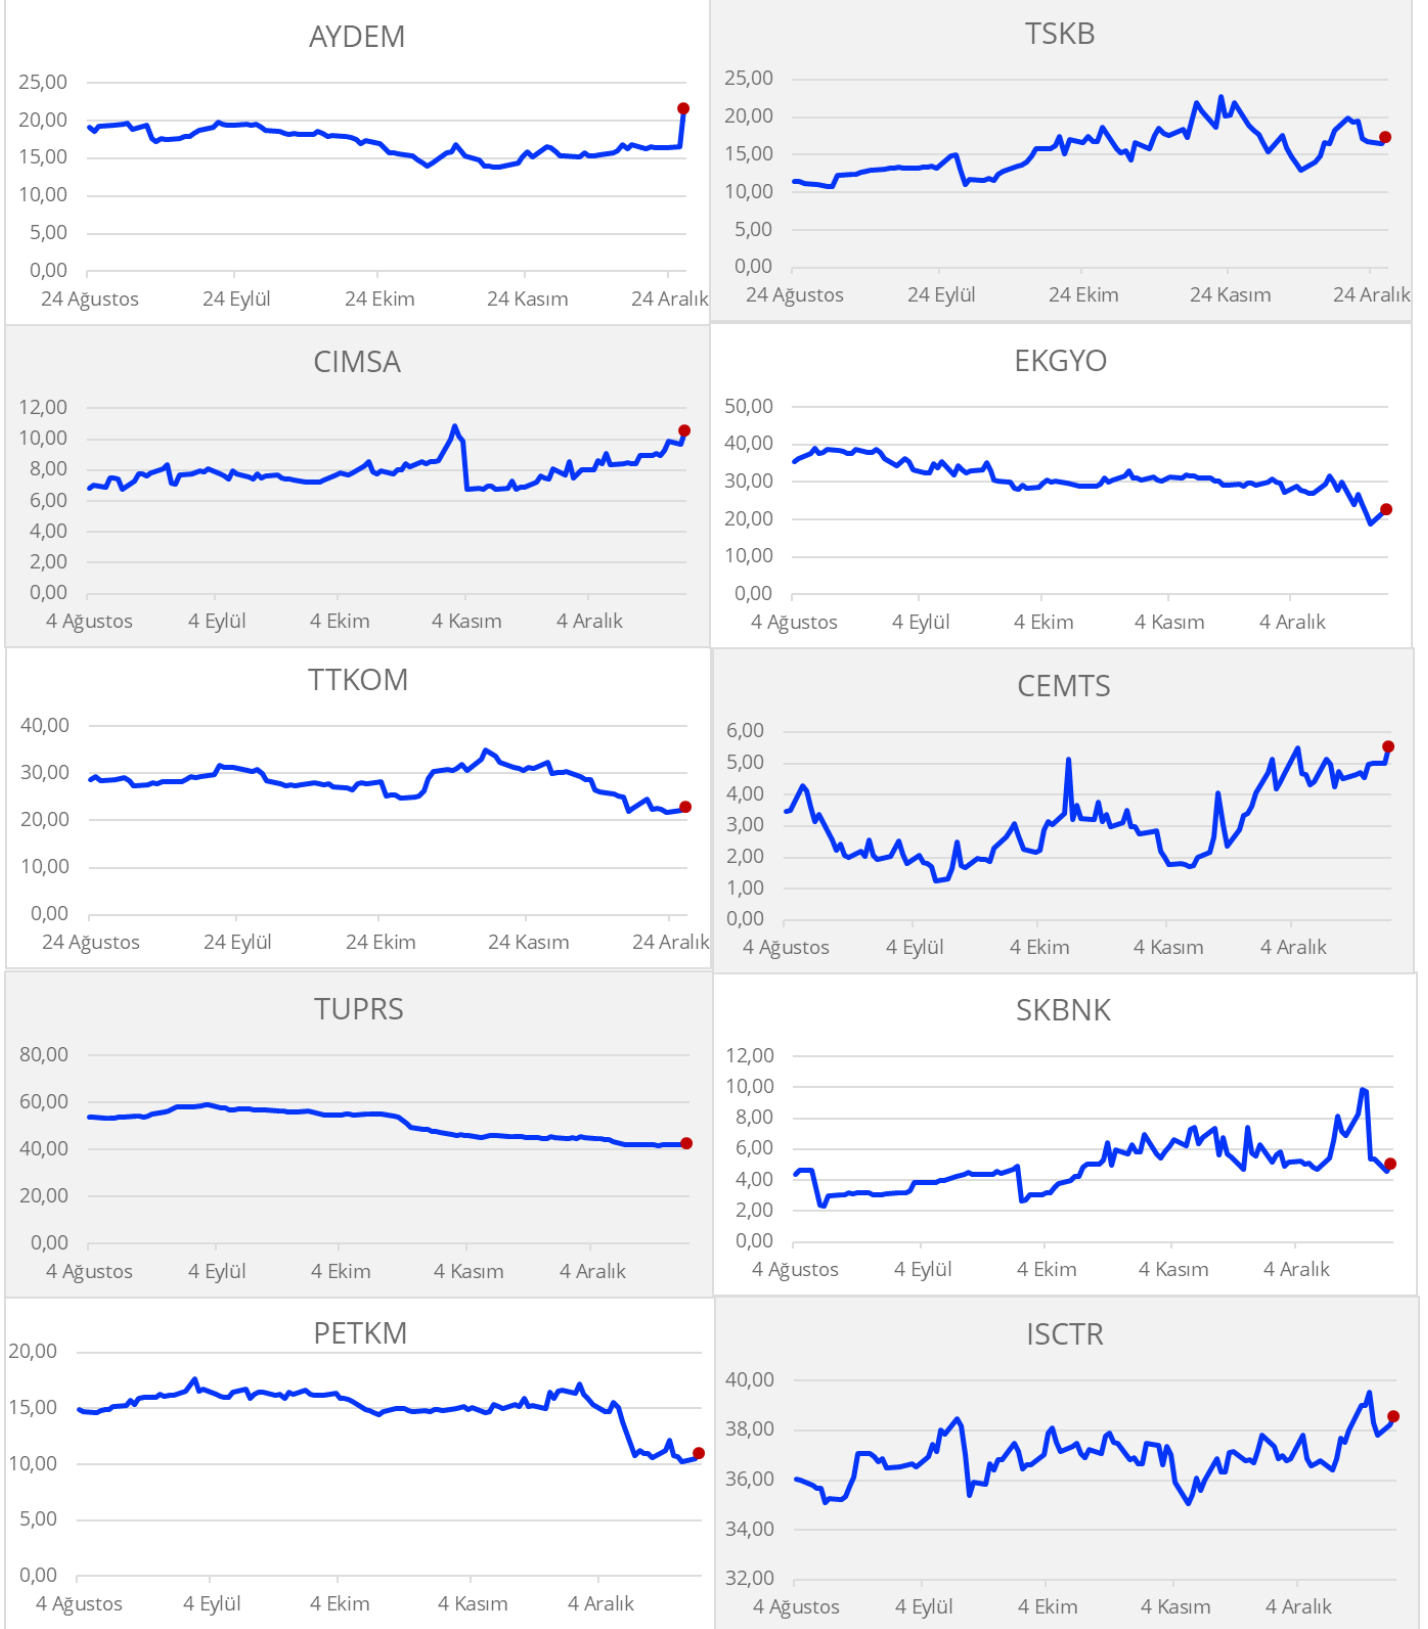 AYDEM
25,00
20,00
15,00
10,00
5,00
0,00
24 Ağustos 24 Eylül 24 Ekim 24 Kasım 24 Aralık
TSKB
25,00
20,00
15,00
10,00
5,00
0,00
24 Ağustos 24 Eylül 24 Ekim 24 Kasım 24 Aralık
CIMSA
12,00
10,00
8,00
6,00
4,00
2,00
0,00
4 Ağustos 4 Eylül 4 Ekim 4 Kasım 4 Aralık
EKGYO
50,00
40,00
30,00
20,00
10,00
0,00
4 Ağustos 4 Eylül 4 Ekim 4 Kasım 4 Aralık
TTKOM
40,00
30,00
20,00
10,00
0,00
24 Ağustos 24 Eylül 24 Ekim 24 Kasım 24 Aralık
CEMTS
6,00
5,00
4,00
3,00
2,00
1,00
0,00
4 Ağustos 4 Eylül 4 Ekim 4 Kasım 4 Aralık
TUPRS
80,00
60,00
40,00
20,00
0,00
4 Ağustos 4 Eylül 4 Ekim 4 Kasım 4 Aralık
SKBNK
12,00
10,00
8,00
6,00
4,00
2,00
0,00
4 Ağustos 4 Eylül 4 Ekim 4 Kasım 4 Aralık
PETKM
20,00
15,00
10,00
5,00
0,00
4 Ağustos 4 Eylül 4 Ekim 4 Kasım 4 Aralık
ISCTR
40,00
38,00
36,00
34,00
32,00
4 Ağustos 4 Eylül 4 Ekim 4 Kasım 4 Aralık